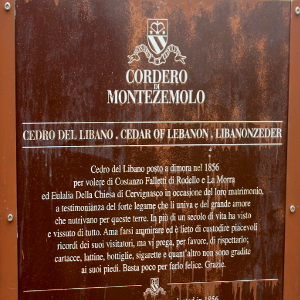 CORDERO
DI
MONTEZEMOLO
CEDRO DEL LIBANO . CEDAR OF LEBANON . LIBANONZEDER
Cedro del Libano posto a dimora nel 1856
per volere di Costanzo Falletti di Rodello e La Morra
ed Eulalia Della Chiesa di Cervignasco in occasione del loro matrimonio,
a testimonianza del forte legame che li univa e del grande amore
che nutrivano per queste terre. In più di un secolo di vita ha visto
e vissuto di tutto. Ama farsi ammirare ed è lieto di custodire piacevoli
ricordi dei suoi visitatori, ma vi prega, per favore, di rispettarlo;
cartacce, lattine, bottiglie, sigarette e quant'altro non sono gradite
ai suoi piedi. Basta poco per farlo felice. Grazie.
in 1856